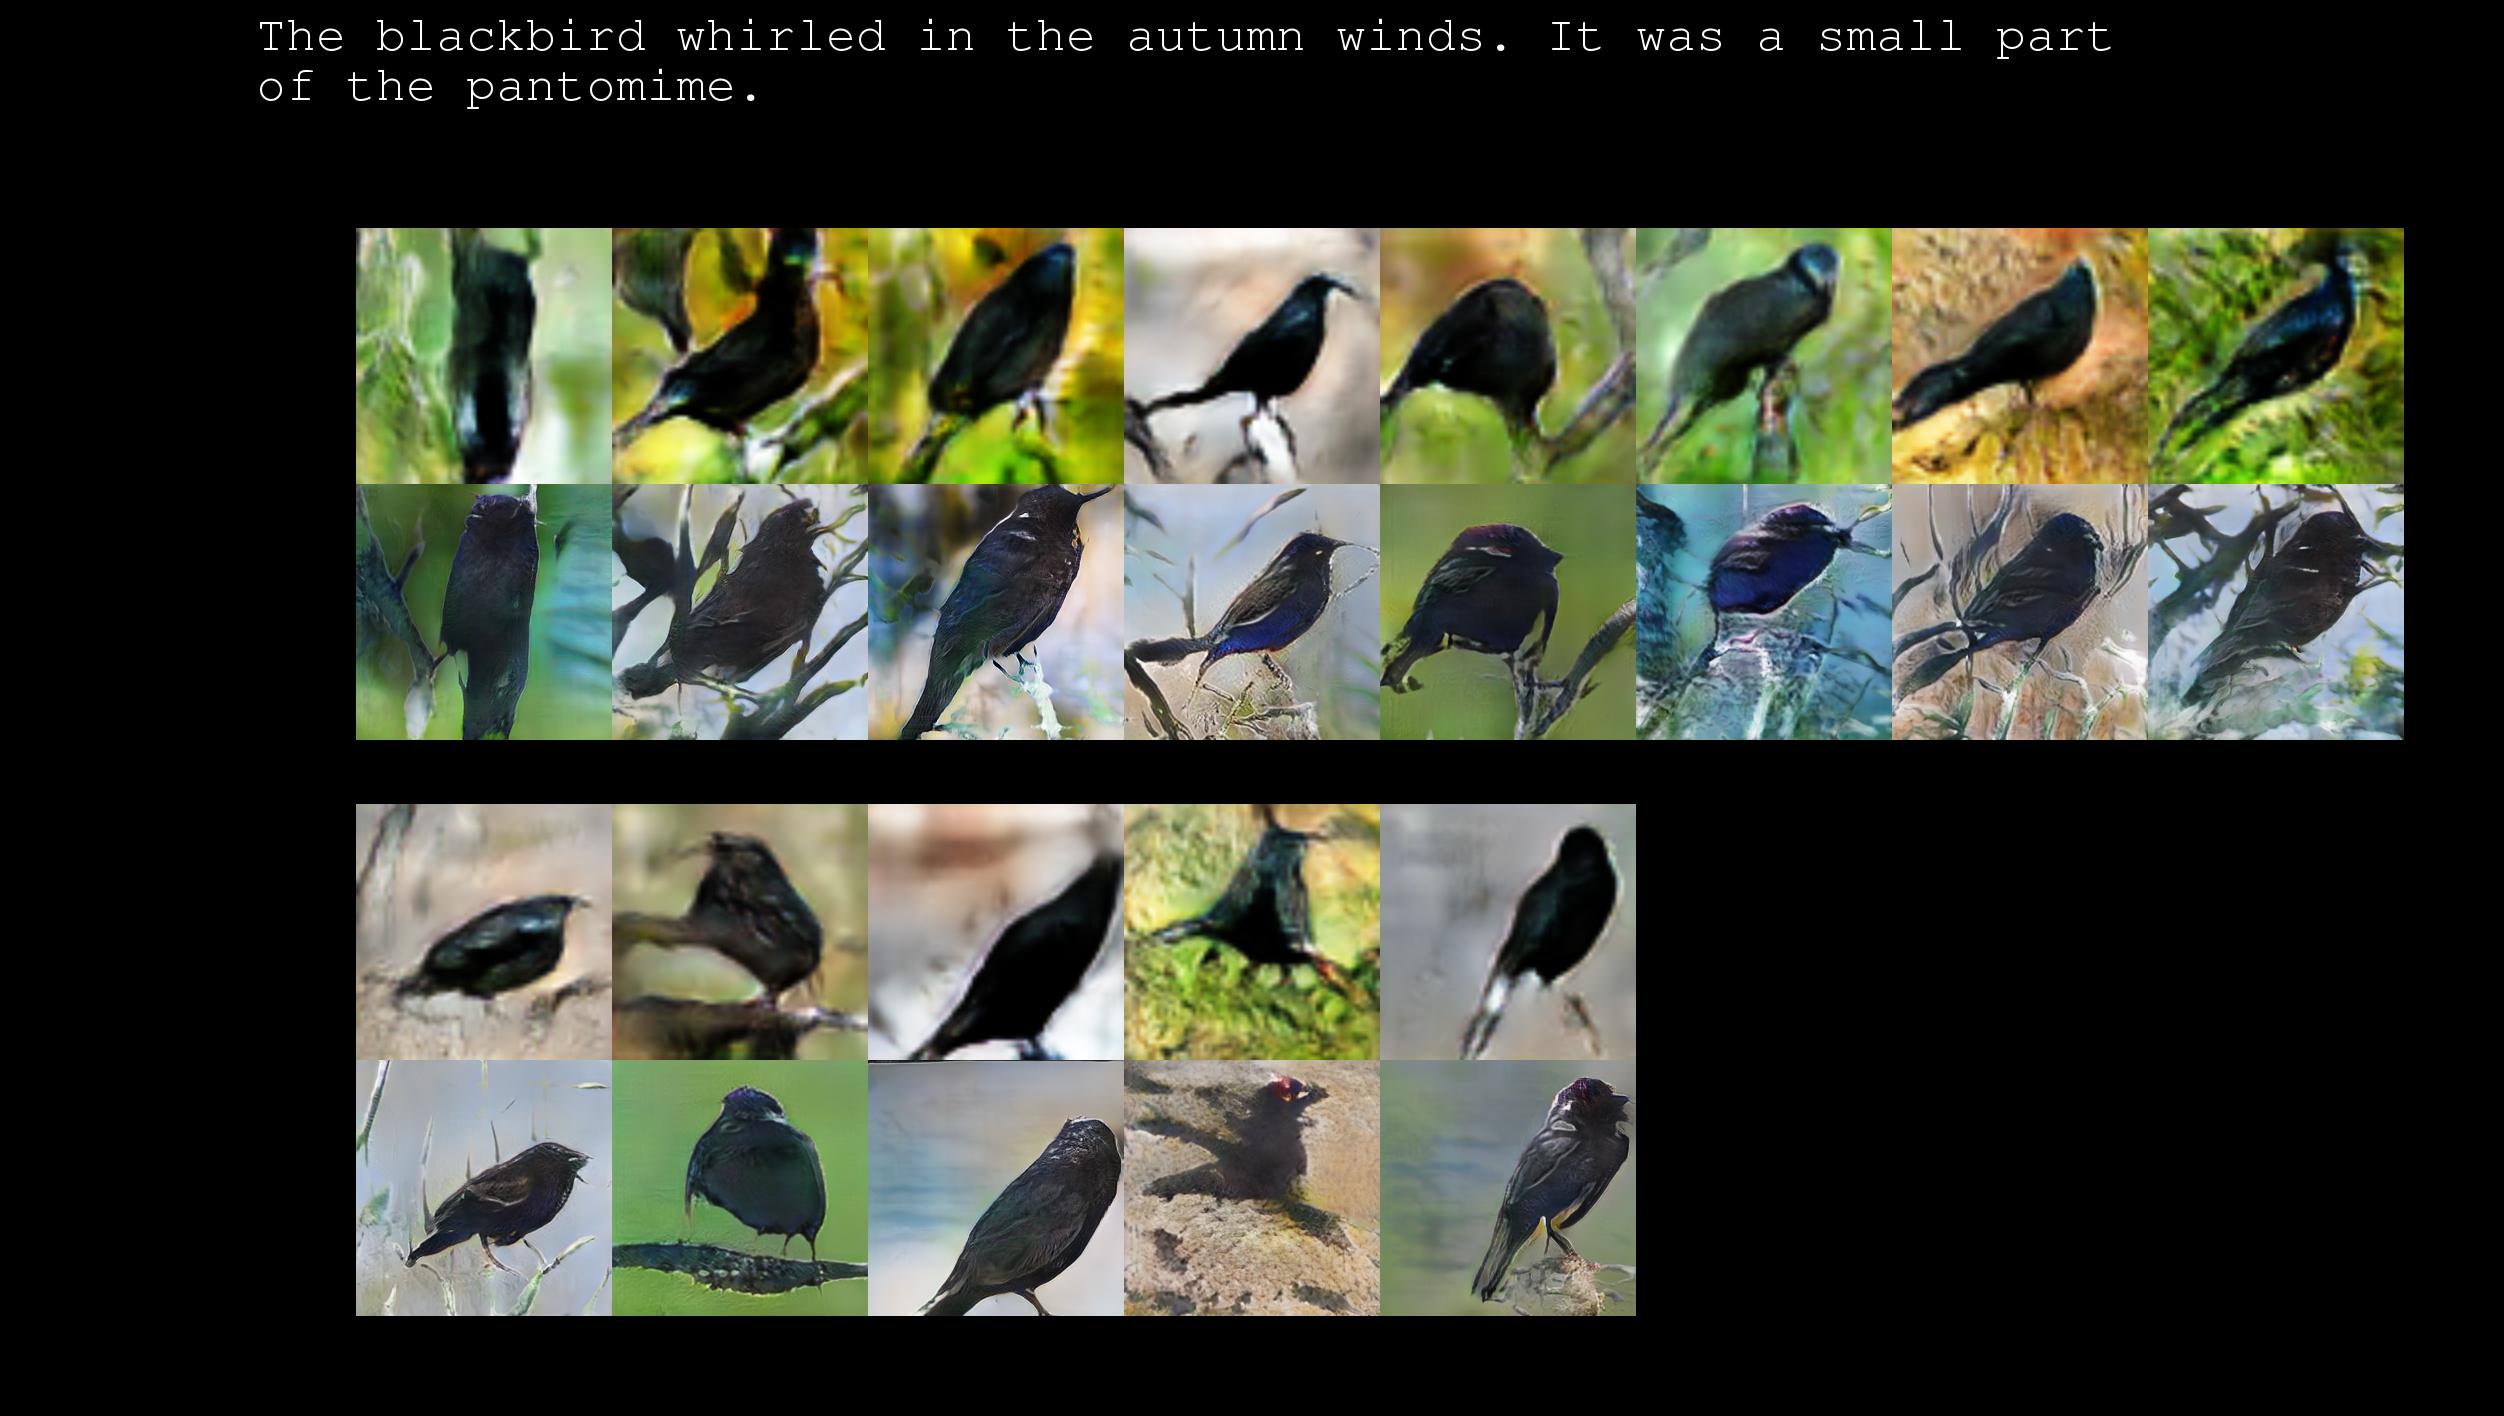 The blackbird whirled in the autumn winds. It was a small part
of the pantomime.